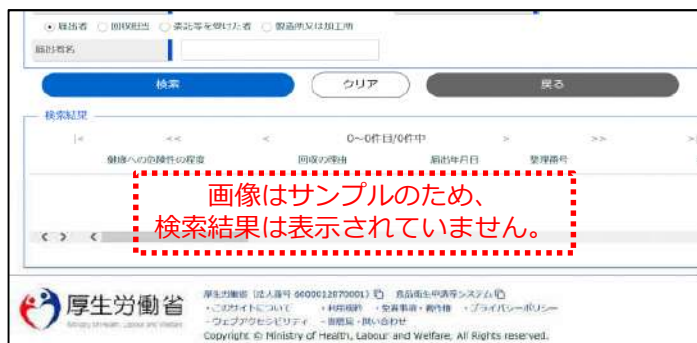 届出者 回収担当 委託等を受けた者 製造所又は加工所
届出者名
検索 クリア 戻る
検索結果
|< << < 0～0件目/0件中 > >> >
健康への危険性の程度 回収の理由 届出年月日 整理番号
画像はサンプルのため、
検索結果は表示されていません。
< > <
厚生労働省
Ministry of Health, Labour and Welfare
厚生労働省（法人番号 6000012070001） 食品衛生申請等システム
・このサイトについて ・利用規約 ・免責事項・著作権 ・プライバシーポリシー
・ウェブアクセシビリティ ・御意見・問い合わせ
Copyright © Ministry of Health, Labour and Welfare, All Rights reserved.